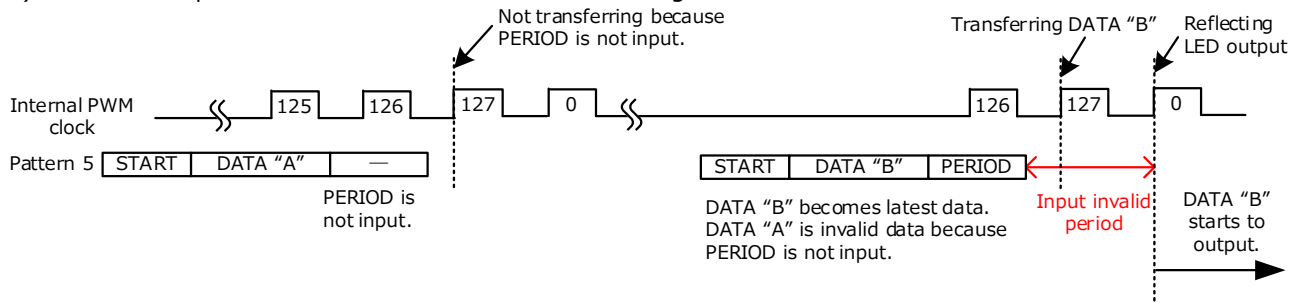 Not transferring because
PERIOD is not input.
Transferring DATA “B”
Reflecting
LED output
Internal PWM
clock
125 126 127 0 126 127 0
Pattern 5 START DATA “A” — START DATA “B” PERIOD
PERIOD is
not input.
DATA “B” becomes latest data.
DATA “A” is invalid data because
PERIOD is not input.
Input invalid
period
DATA “B”
starts to
output.